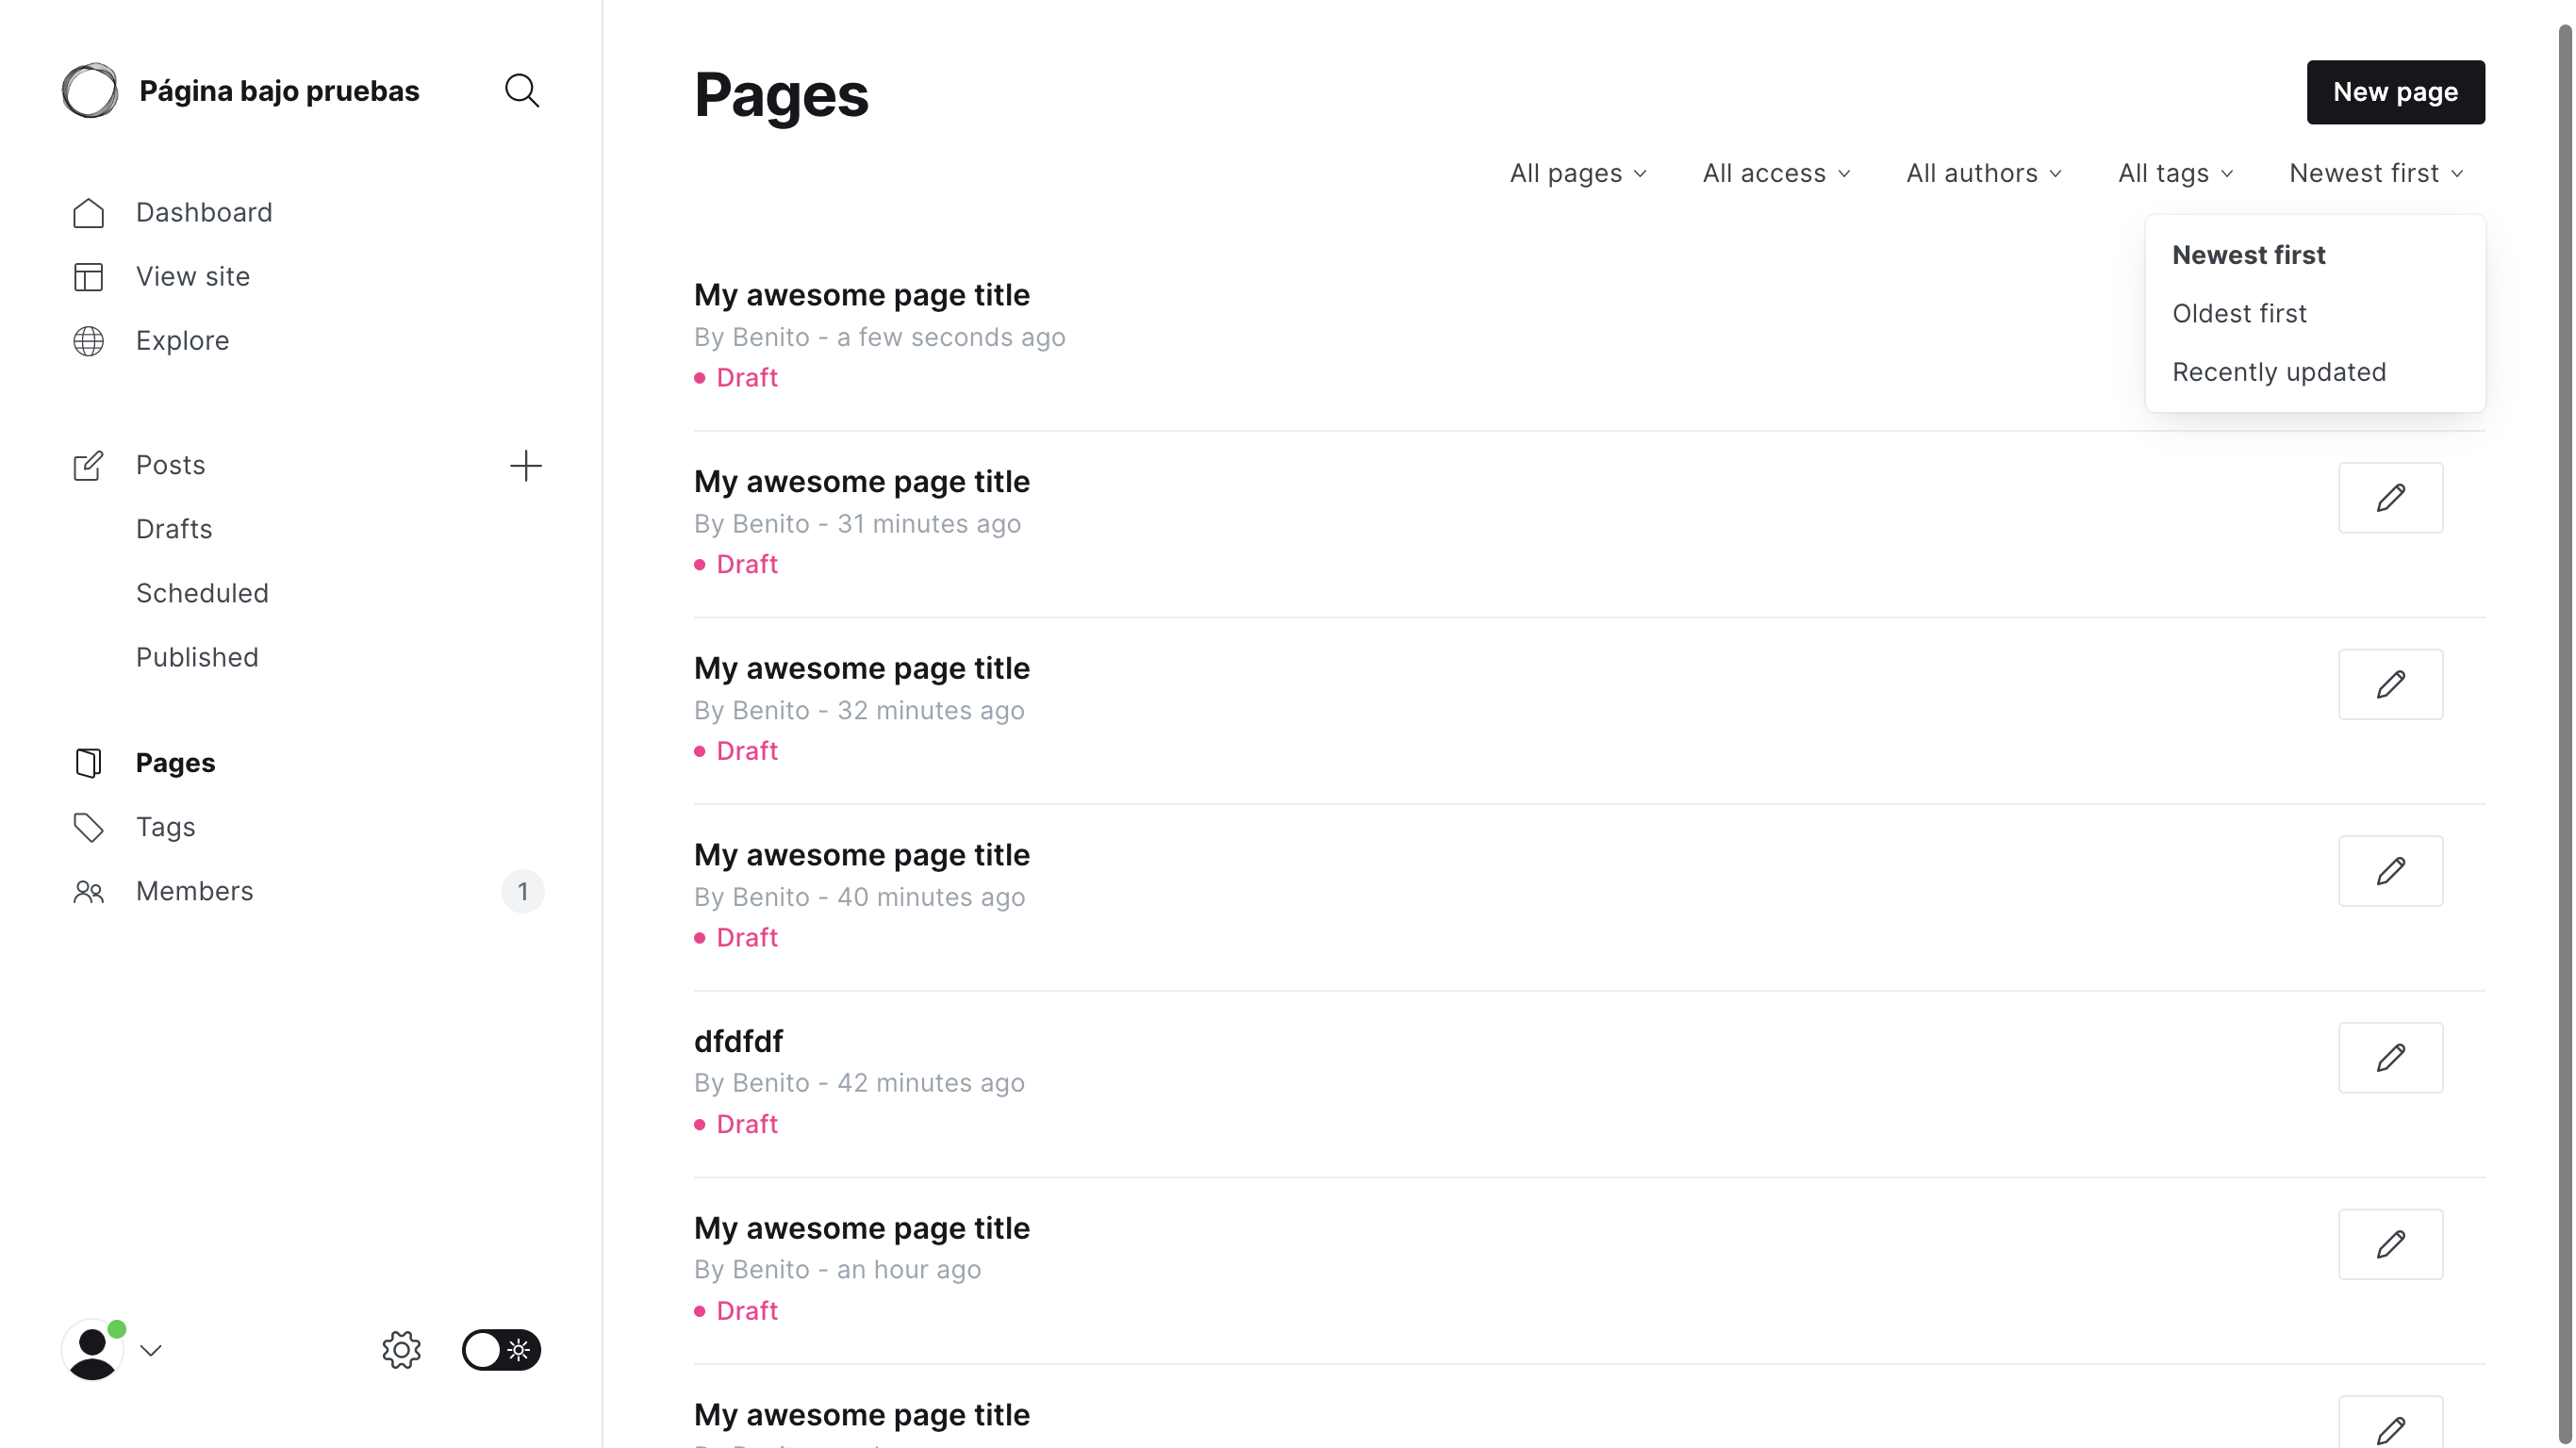 Página bajo pruebas
Dashboard
View site
Explore
Posts
Drafts
Scheduled
Published
Pages
Tags
Members 1
Pages
New page
All pages All access All authors All tags Newest first
Newest first
Oldest first
Recently updated
My awesome page title
By Benito - a few seconds ago
Draft
My awesome page title
By Benito - 31 minutes ago
Draft
My awesome page title
By Benito - 32 minutes ago
Draft
My awesome page title
By Benito - 40 minutes ago
Draft
dfdfdf
By Benito - 42 minutes ago
Draft
My awesome page title
By Benito - an hour ago
Draft
My awesome page title